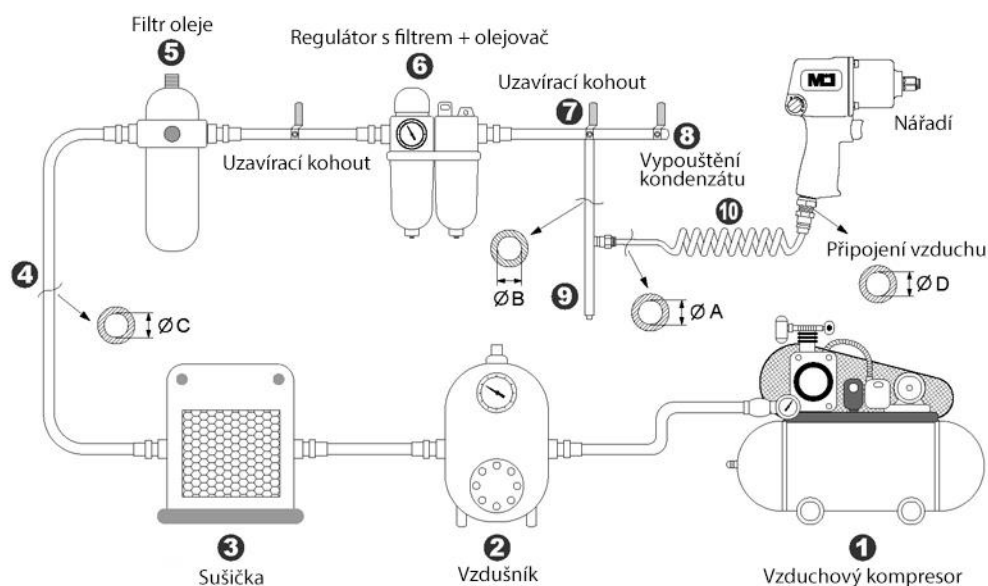 Filtr oleje
5
Regulátor s filtrem + olejovač
6
Uzavírací kohout
7
Uzavírací kohout
8
Vypouštění
kondenzátu
Nářadí
10
Připojení vzduchu
4
ØC
ØB
9
ØA
ØD
3
Sušička
2
Vzdušník
1
Vzduchový kompresor